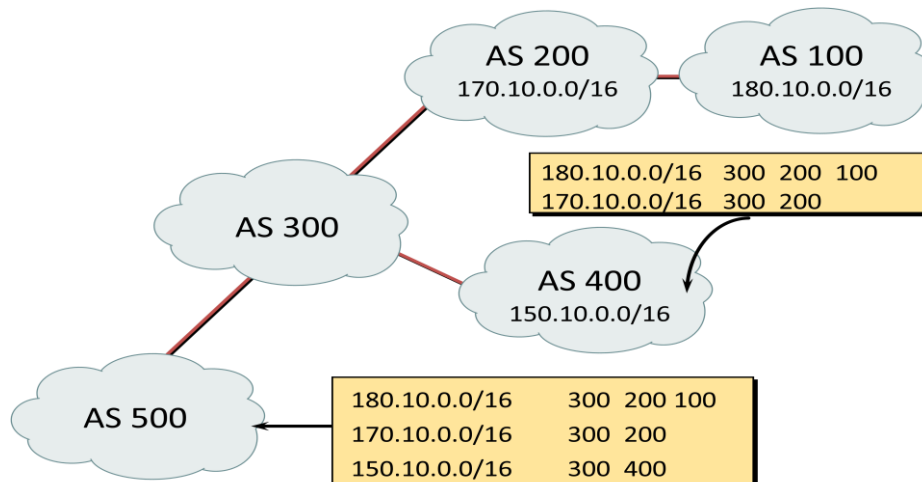 AS 200
170.10.0.0/16
AS 100
180.10.0.0/16
180.10.0.0/16 300 200 100
170.10.0.0/16 300 200
AS 300
AS 400
150.10.0.0/16
AS 500
180.10.0.0/16 300 200 100
170.10.0.0/16 300 200
150.10.0.0/16 300 400